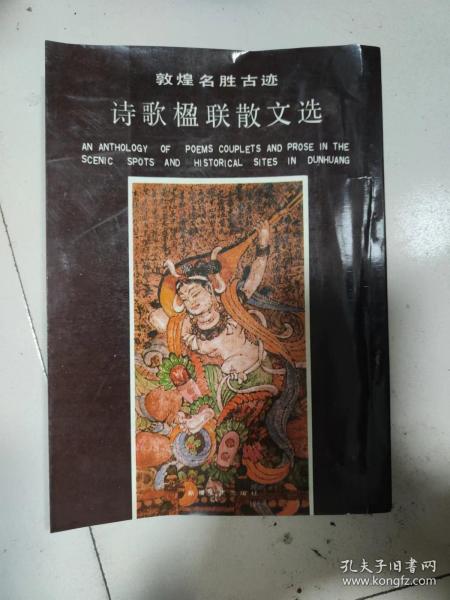 敦煌名胜古迹
诗歌楹联散文选
AN ANTHOLOGY OF POEMS COUPLETS AND PROSE IN THE
SCENIC SPOTS AND HISTORICAL SITES IN DUNHUANG
孔夫子旧书网
www.kongfz.com